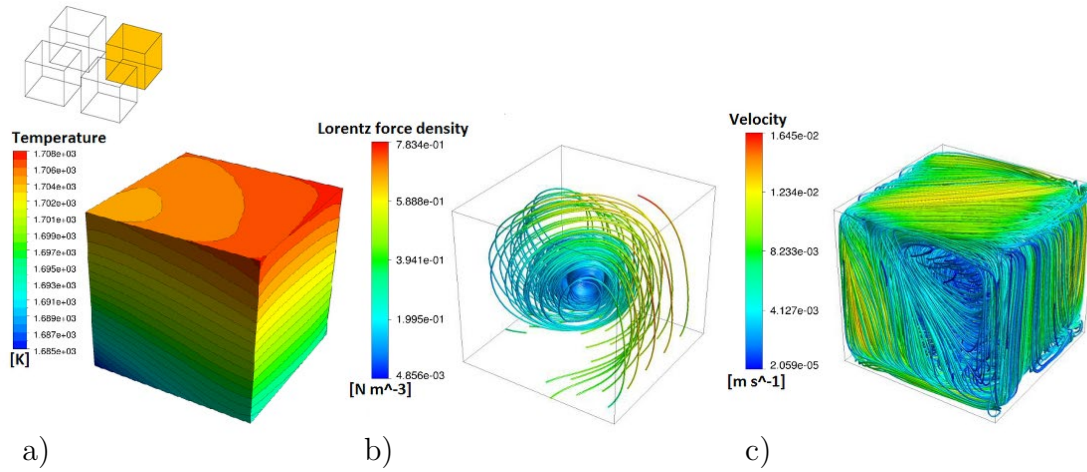 Temperature
1.708e+03
1.706e+03
1.704e+03
1.702e+03
1.701e+03
1.699e+03
1.697e+03
1.695e+03
1.693e+03
1.691e+03
1.689e+03
1.687e+03
1.685e+03
[K]
a)
Lorentz force density
7.834e-01
5.888e-01
3.941e-01
1.995e-01
4.856e-03
[N m^-3]
b)
Velocity
1.645e-02
1.234e-02
8.233e-03
4.127e-03
2.059e-05
[m s^-1]
c)